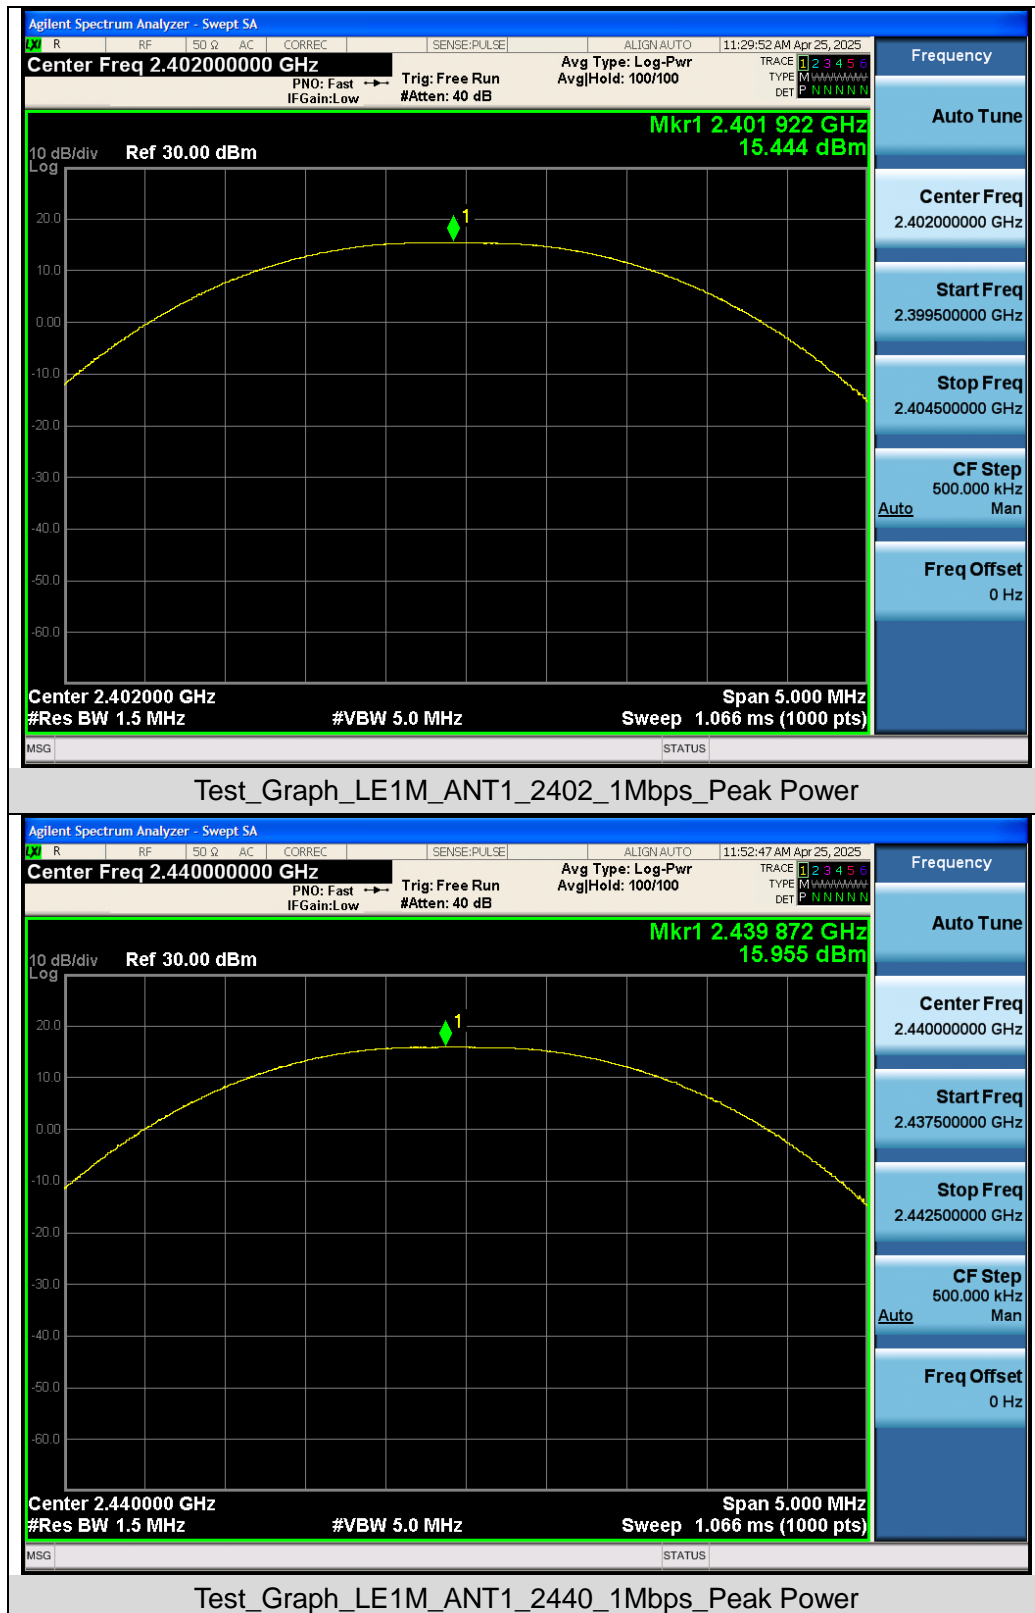 Agilent Spectrum Analyzer - Swept SA
LXI R RF 50 Ω AC CORREC SENSE:PULSE ALIGN AUTO 11:29:52 AM Apr 25, 2025
Center Freq 2.402000000 GHz
PNO: Fast
IFGain:Low
Trig: Free Run
#Atten: 40 dB
Avg Type: Log-Pwr
Avg|Hold: 100/100
TRACE 1 2 3 4 5 6
TYPE M
DET P N N N N N
Frequency
Mkr1 2.401 922 GHz
15.444 dBm
10 dB/div Ref 30.00 dBm
Log
1
20.0
10.0
0.00
-10.0
-20.0
-30.0
-40.0
-50.0
-60.0
Center 2.402000 GHz Span 5.000 MHz
#Res BW 1.5 MHz #VBW 5.0 MHz Sweep 1.066 ms (1000 pts)
MSG STATUS
Auto Tune
Center Freq
2.402000000 GHz
Start Freq
2.399500000 GHz
Stop Freq
2.404500000 GHz
CF Step
500.000 kHz
Auto Man
Freq Offset
0 Hz
Test_Graph_LE1M_ANT1_2402_1Mbps_Peak Power
Agilent Spectrum Analyzer - Swept SA
LXI R RF 50 Ω AC CORREC SENSE:PULSE ALIGN AUTO 11:52:47 AM Apr 25, 2025
Center Freq 2.440000000 GHz
PNO: Fast
IFGain:Low
Trig: Free Run
#Atten: 40 dB
Avg Type: Log-Pwr
Avg|Hold: 100/100
TRACE 1 2 3 4 5 6
TYPE M
DET P N N N N N
Frequency
Mkr1 2.439 872 GHz
15.955 dBm
10 dB/div Ref 30.00 dBm
Log
1
20.0
10.0
0.00
-10.0
-20.0
-30.0
-40.0
-50.0
-60.0
Center 2.440000 GHz Span 5.000 MHz
#Res BW 1.5 MHz #VBW 5.0 MHz Sweep 1.066 ms (1000 pts)
MSG STATUS
Auto Tune
Center Freq
2.440000000 GHz
Start Freq
2.437500000 GHz
Stop Freq
2.442500000 GHz
CF Step
500.000 kHz
Auto Man
Freq Offset
0 Hz
Test_Graph_LE1M_ANT1_2440_1Mbps_Peak Power